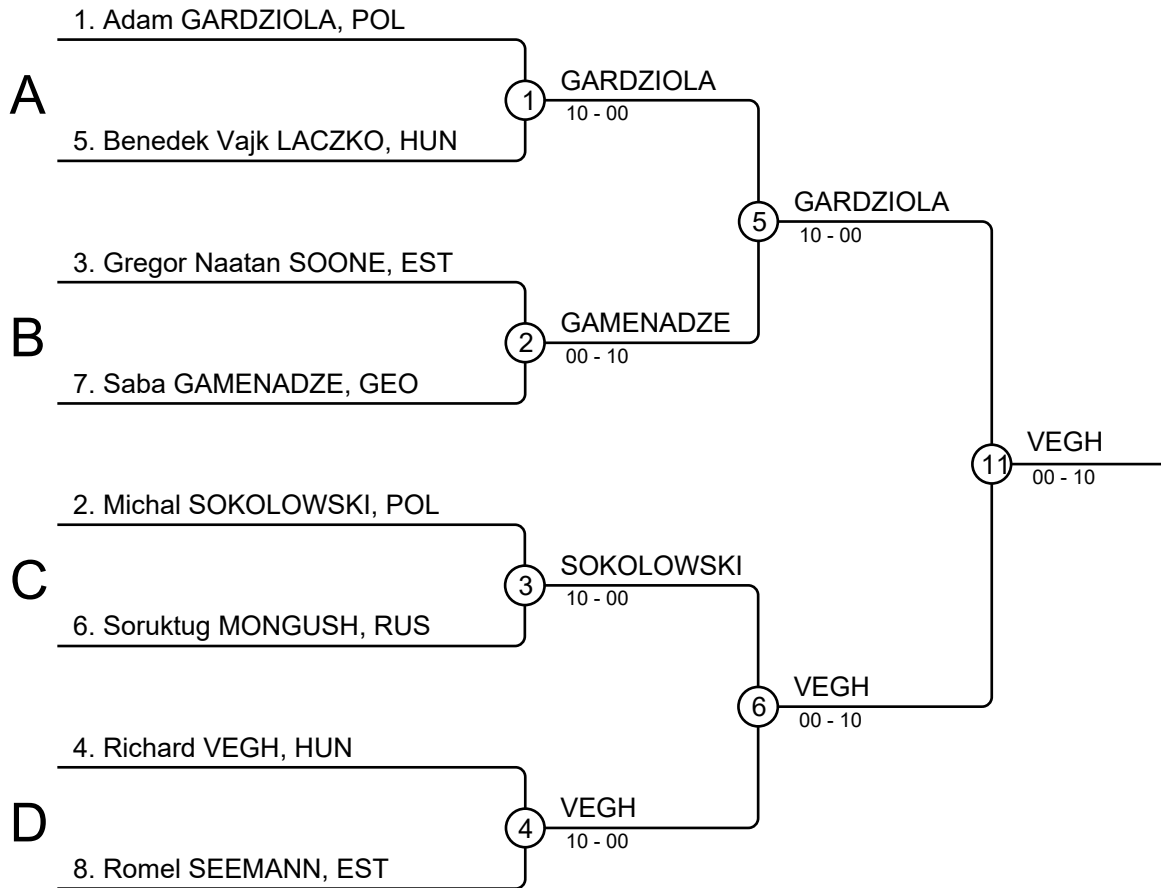 1. Adam GARDZIOLA, POL
A
1
GARDZIOLA
10 - 00
5. Benedek Vajk LACZKO, HUN
5
GARDZIOLA
10 - 00
3. Gregor Naatan SOONE, EST
B
2
GAMENADZE
00 - 10
7. Saba GAMENADZE, GEO
11
VEGH
00 - 10
2. Michal SOKOLOWSKI, POL
C
3
SOKOLOWSKI
10 - 00
6. Soruktug MONGUSH, RUS
6
VEGH
00 - 10
4. Richard VEGH, HUN
D
4
VEGH
10 - 00
8. Romel SEEMANN, EST